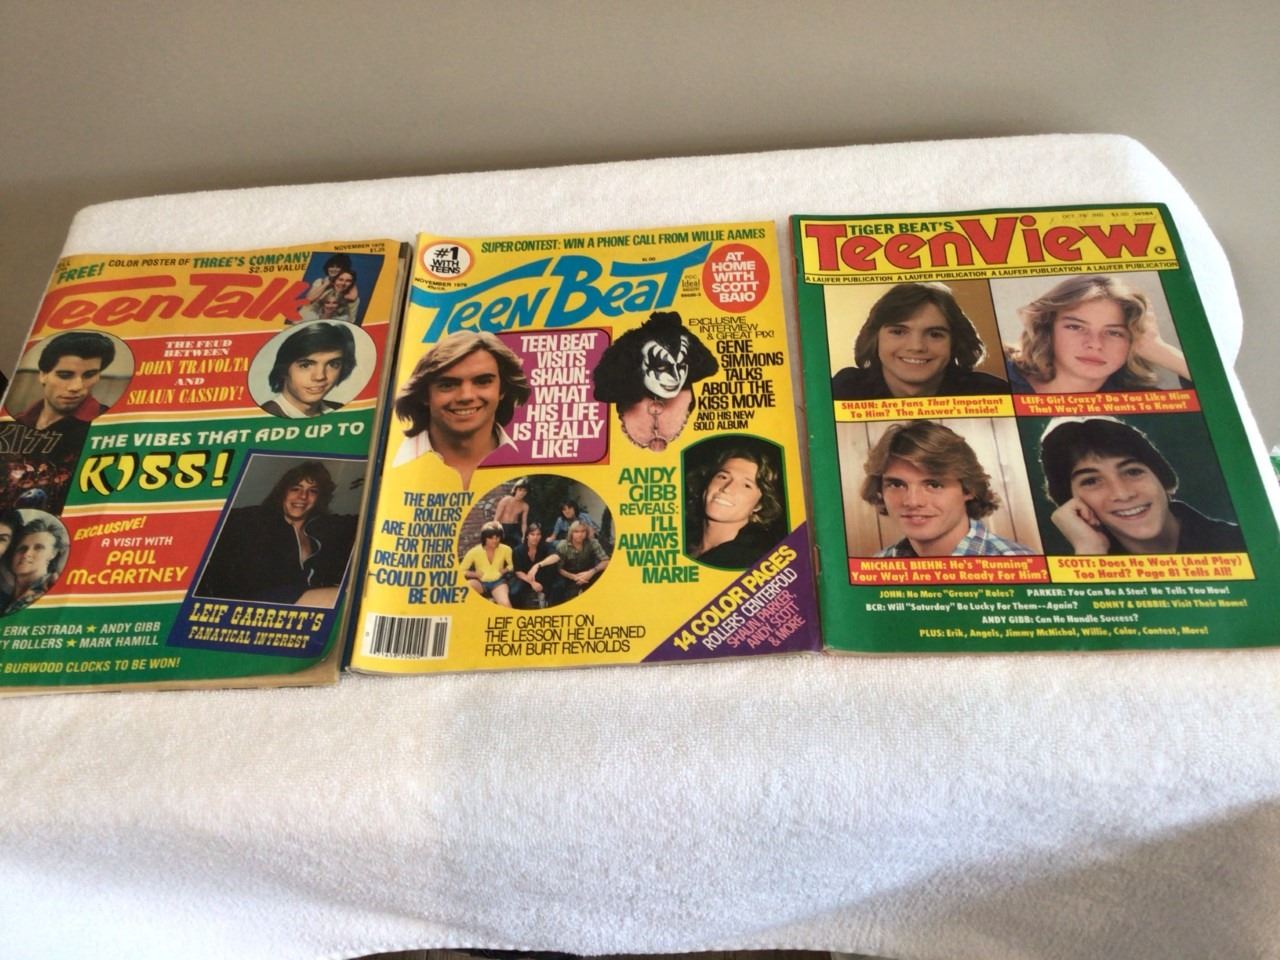 FREE!
COLOR POSTER OF THREE'S COMPANY
$2.50 VALUE
NOVEMBER 1978
$1.25
Teen Talk
THE FEUD
BETWEEN
JOHN TRAVOLTA
AND
SHAUN CASSIDY!
KISS
THE VIBES THAT ADD UP TO
KISS!
EXCLUSIVE!
A VISIT WITH
PAUL
McCARTNEY
LEIF GARRETT'S
FANATICAL INTEREST
ERIK ESTRADA ★ ANDY GIBB
ROLLERS ★ MARK HAMILL
BURWOOD CLOCKS TO BE WON!
#1
WITH
TEENS
SUPER CONTEST: WIN A PHONE CALL FROM WILLIE AAMES
NOVEMBER 1978
$1.00
TEEN BEAT
PDC
Ideal
AT
HOME
WITH
SCOTT
BAIO
TEEN BEAT
VISITS
SHAUN:
WHAT
HIS LIFE
IS REALLY
LIKE!
EXCLUSIVE
INTERVIEW
& GREAT PIX!
GENE
SIMMONS
TALKS
ABOUT THE
KISS MOVIE
AND HIS NEW
SOLO ALBUM
THE BAY CITY
ROLLERS
ARE LOOKING
FOR THEIR
DREAM GIRLS
COULD YOU
BE ONE?
ANDY
GIBB
REVEALS:
I'LL
ALWAYS
WANT
MARIE
LEIF GARRETT ON
THE LESSON HE LEARNED
FROM BURT REYNOLDS
14 COLOR PAGES
ROLLERS CENTERFOLD
SHAUN, PARKER,
ANDY, SCOTT
& MORE
OCT. 78 $1.00
TiGER BEAT'S
TeenView
A LAUFER PUBLICATION A LAUFER PUBLICATION A LAUFER PUBLICATION A LAUFER PUBLICATION
SHAUN: Are Fans That Important
To Him? The Answer's Inside!
LEIF: Girl Crazy? Do You Like Him
That Way? He Wants To Know!
MICHAEL BIEHN: He's "Running"
Your Way! Are You Ready For Him?
SCOTT: Does He Work (And Play)
Too Hard? Page 81 Tells All!
JOHN: No More "Greasy" Roles? PARKER: You Can Be A Star! He Tells You How!
BCR: Will "Saturday" Be Lucky For Them—Again? DONNY & DEBBIE: Visit Their Home!
ANDY GIBB: Can He Handle Success?
PLUS: Erik, Angels, Jimmy McNichol, Willie, Color, Contest, More!